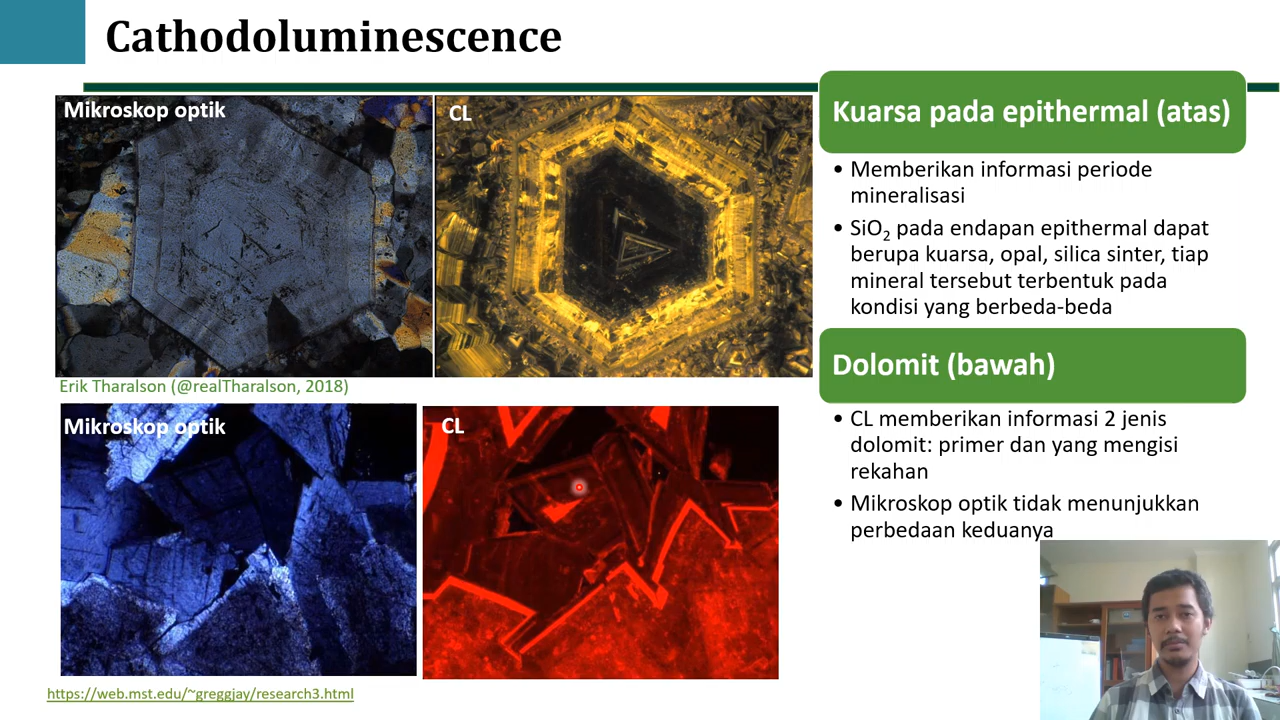 Cathodoluminescence
Mikroskop optik
CL
Erik Tharalson (@realTharalson, 2018)
Mikroskop optik
CL
https://web.mst.edu/~greggjay/research3.html
Kuarsa pada epithermal (atas)
• Memberikan informasi periode
mineralisasi
• SiO₂ pada endapan epithermal dapat
berupa kuarsa, opal, silica sinter, tiap
mineral tersebut terbentuk pada
kondisi yang berbeda-beda
Dolomit (bawah)
• CL memberikan informasi 2 jenis
dolomit: primer dan yang mengisi
rekahan
• Mikroskop optik tidak menunjukkan
perbedaan keduanya